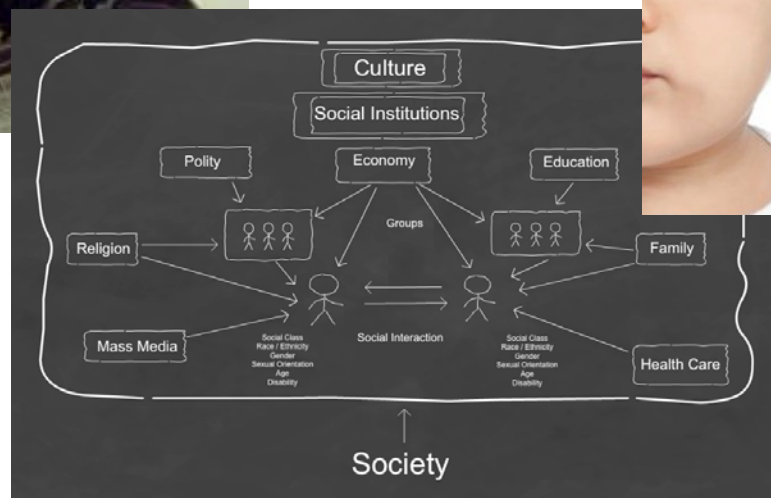 Culture
Social Institutions
Polity
Economy
Education
Groups
Religion
Family
Mass Media
Social Interaction
Social Class
Race / Ethnicity
Gender
Sexual Orientation
Age
Disability
Social Class
Race / Ethnicity
Gender
Sexual Orientation
Age
Disability
Health Care
Society